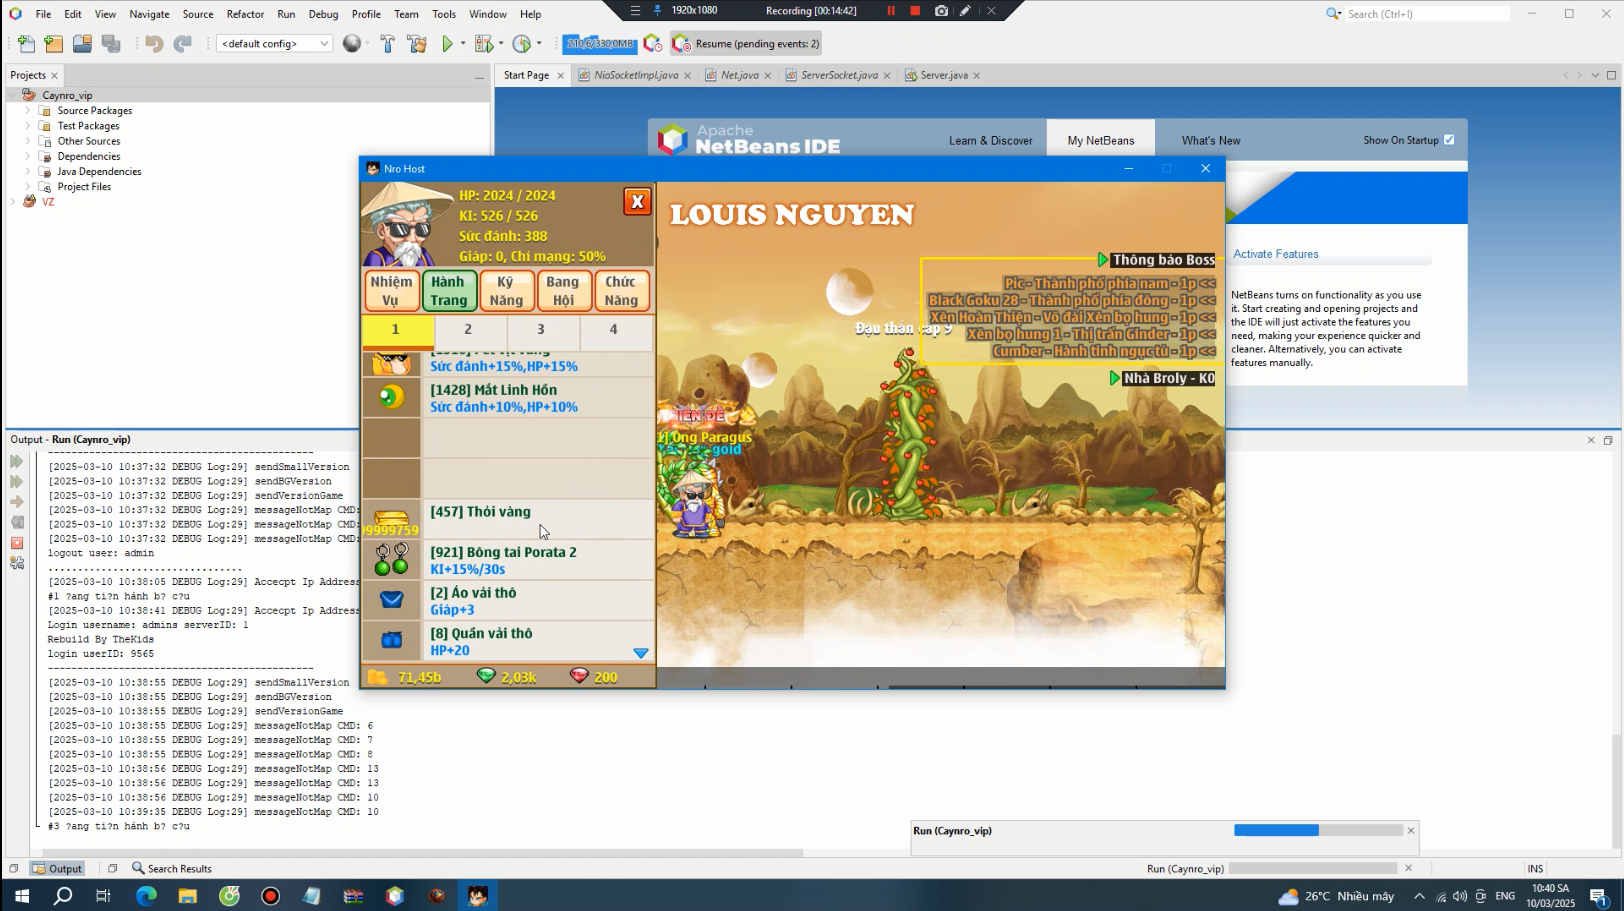 File Edit View Navigate Source Refactor Run Debug Profile Team Tools Window Help
1920x1080 Recording [00:14:42]
Search (Ctrl+I)
<default config>
210,6/330,0MB
Resume (pending events: 2)
Projects
Start Page NioSocketImpl.java Net.java ServerSocket.java Server.java
Caynro_vip
Source Packages
Test Packages
Other Sources
Dependencies
Java Dependencies
Project Files
VZ
Apache
NetBeans IDE
Learn & Discover My NetBeans What's New Show On Startup
Activate Features
NetBeans turns on functionality as you
use it. Start creating and opening projects and
the IDE will just activate the features you
need, making your experience quicker and
cleaner. Alternatively, you can activate
features manually.
Nro Host
HP: 2024 / 2024
KI: 526 / 526
Sức đánh: 388
Giáp: 0, Chí mạng: 50%
X
Nhiệm Vụ
Hành Trang
Kỹ Năng
Bang Hội
Chức Năng
1 2 3 4
Sức đánh+15%,HP+15%
[1428] Mắt Linh Hồn
Sức đánh+10%,HP+10%
[457] Thỏi vàng
99999759
[921] Bông tai Porata 2
KI+15%/30s
[2] Áo vải thô
Giáp+3
[8] Quần vải thô
HP+20
71,45b 2,03k 200
LOUIS NGUYEN
Thông báo Boss
Pic - Thành phố phía nam - 1p <<
Black Goku 28 - Thành phố phía đông - 1p <<
Xên Hoàn Thiện - Võ đài Xên bọ hung - 1p <<
Xên bọ hung 1 - Thị trấn Ginder - 1p <<
Cumber - Hành tinh ngục tù - 1p <<
Nhà Broly - K0
Đậu thần cấp 9
Ông Paragus
Output - Run (Caynro_vip)
[2025-03-10 10:37:32 DEBUG Log:29] sendSmallVersion
[2025-03-10 10:37:32 DEBUG Log:29] sendBGVersion
[2025-03-10 10:37:32 DEBUG Log:29] sendVersionGame
[2025-03-10 10:37:32 DEBUG Log:29] messageNotMap CMD:
[2025-03-10 10:37:32 DEBUG Log:29] messageNotMap CMD:
[2025-03-10 10:37:32 DEBUG Log:29] messageNotMap CMD:
logout user: admin
...............................
[2025-03-10 10:38:05 DEBUG Log:29] Accecpt Ip Address
#1 ?ang ti?n hành b? c?u
[2025-03-10 10:38:41 DEBUG Log:29] Accecpt Ip Address
Login username: admins serverID: 1
Rebuild By TheKids
login userID: 9565
[2025-03-10 10:38:55 DEBUG Log:29] sendSmallVersion
[2025-03-10 10:38:55 DEBUG Log:29] sendBGVersion
[2025-03-10 10:38:55 DEBUG Log:29] sendVersionGame
[2025-03-10 10:38:55 DEBUG Log:29] messageNotMap CMD: 6
[2025-03-10 10:38:55 DEBUG Log:29] messageNotMap CMD: 7
[2025-03-10 10:38:55 DEBUG Log:29] messageNotMap CMD: 8
[2025-03-10 10:38:56 DEBUG Log:29] messageNotMap CMD: 13
[2025-03-10 10:38:56 DEBUG Log:29] messageNotMap CMD: 13
[2025-03-10 10:38:56 DEBUG Log:29] messageNotMap CMD: 10
[2025-03-10 10:39:35 DEBUG Log:29] messageNotMap CMD: 10
#3 ?ang ti?n hành b? c?u
Run (Caynro_vip)
Output Search Results
Run (Caynro_vip)
INS
26°C Nhiều mây
ENG
10:40 SA
10/03/2025
1